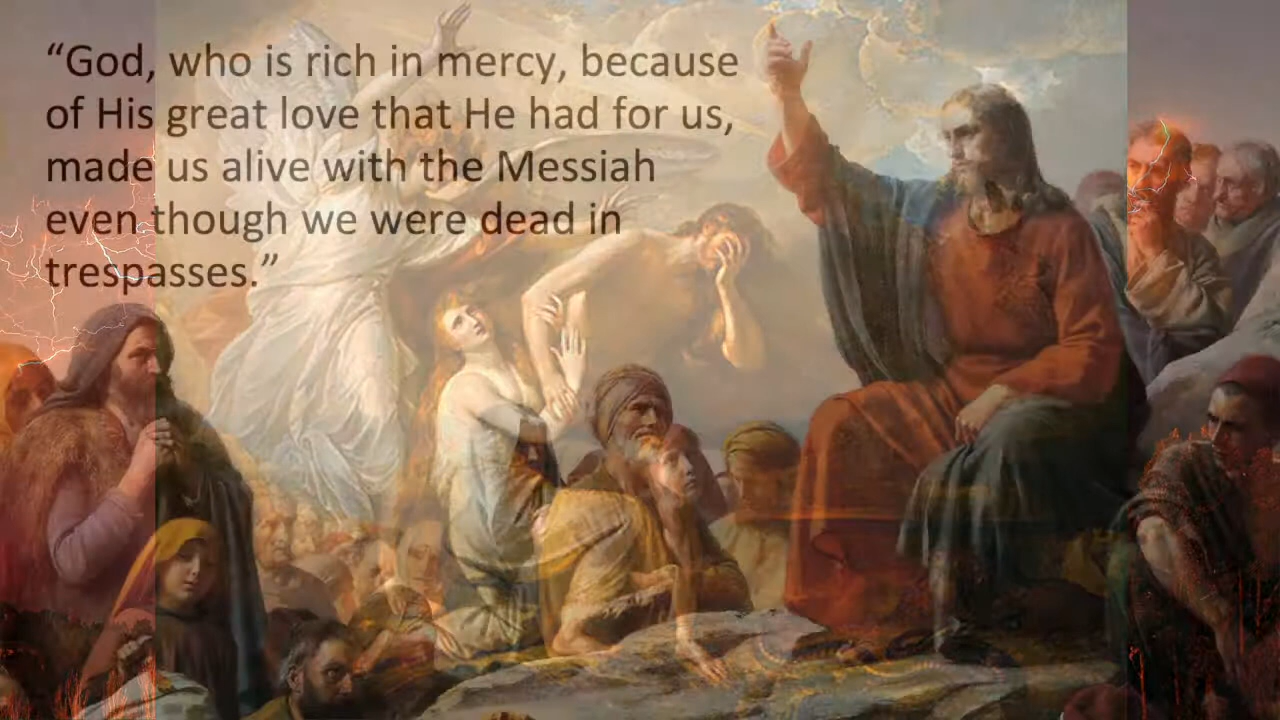 “God, who is rich in mercy, because
of His great love that He had for us,
made us alive with the Messiah
even though we were dead in
trespasses.”